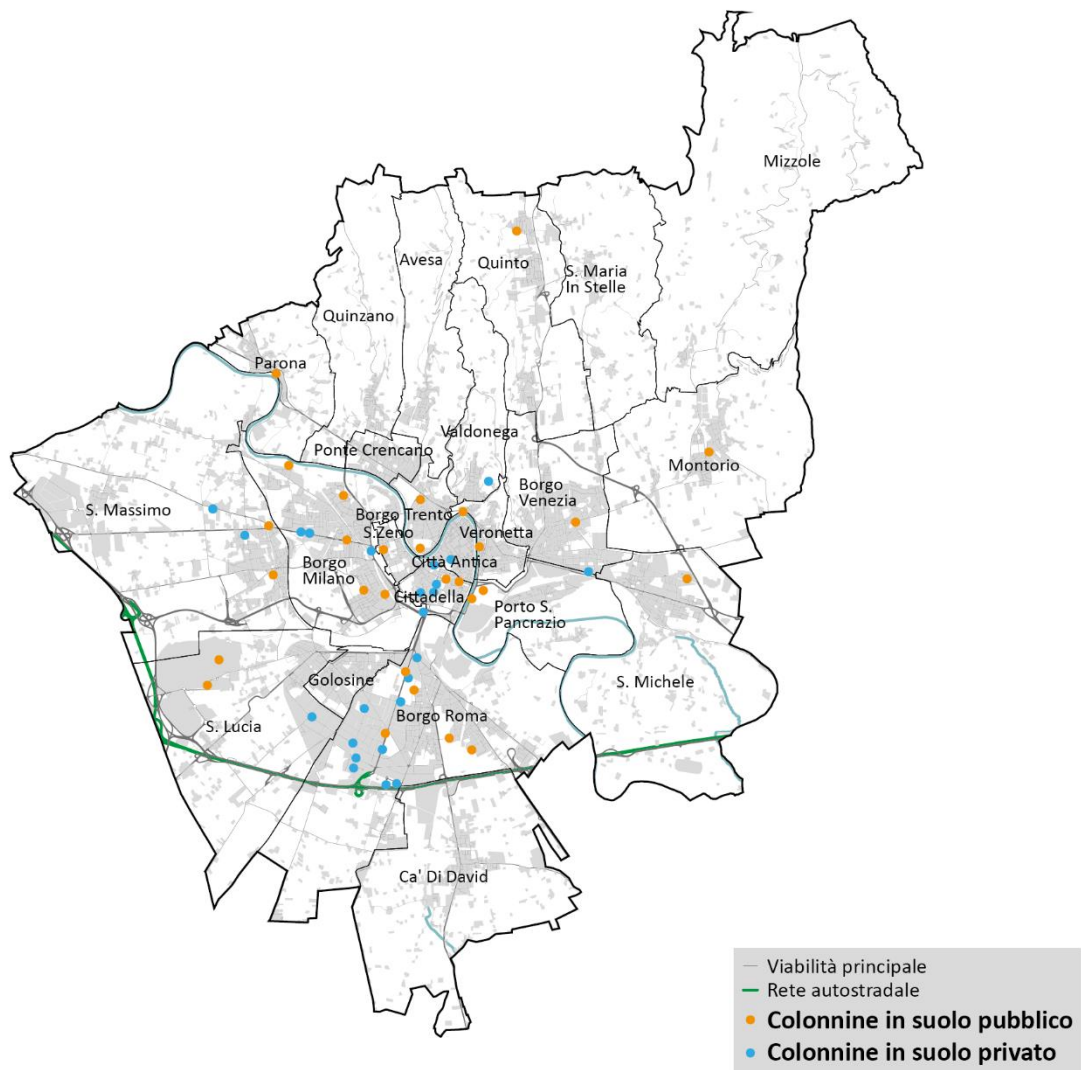 Mizzole
Avesa
Quinto
S. Maria
In Stelle
Quinzano
Parona
Valdonega
Ponte Crencano
Montorio
Borgo
Venezia
S. Massimo
Borgo Trento
S.Zeno
Veronetta
Città Antica
Borgo
Milano
Cittadella
Porto S.
Pancrazio
Golosine
S. Michele
Borgo Roma
S. Lucia
Ca' Di David
Viabilità principale
Rete autostradale
Colonnine in suolo pubblico
Colonnine in suolo privato